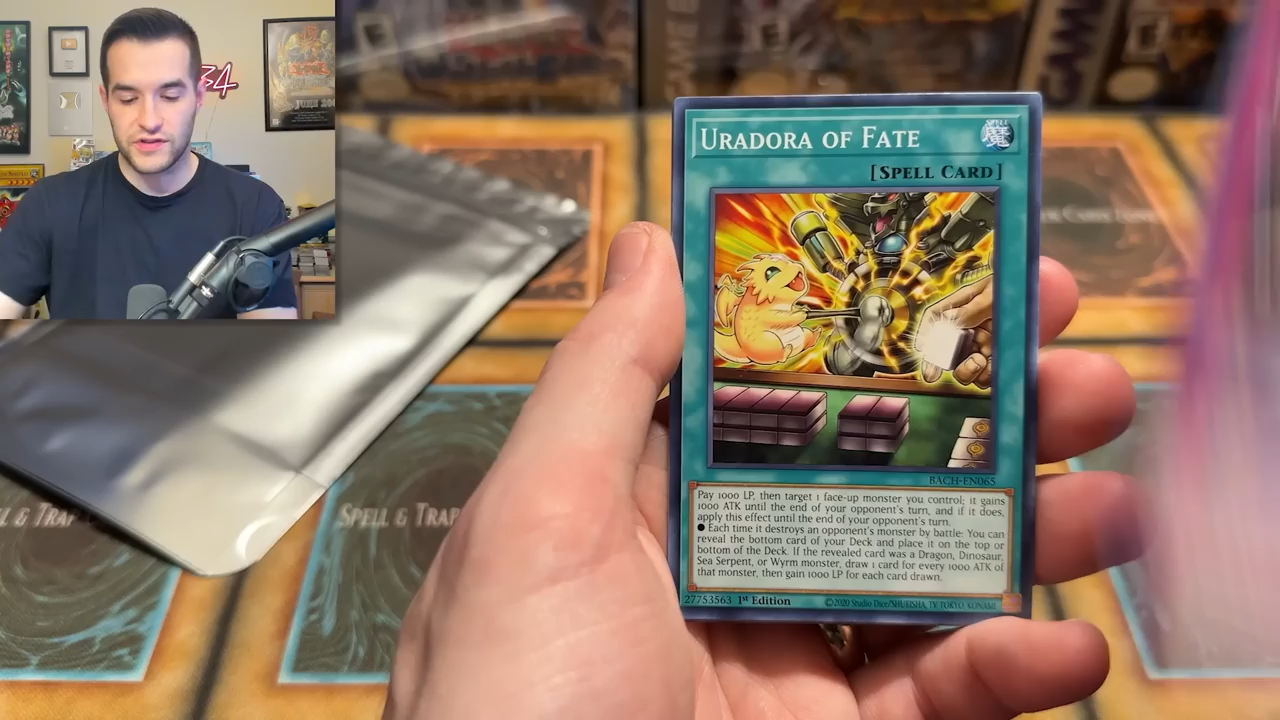 34
URADORA OF FATE
SPELL
魔
[SPELL CARD]
BACH-EN065
Pay 1000 LP, then target 1 face-up monster you control; it gains
1000 ATK until the end of your opponent's turn, and if it does,
apply this effect until the end of your opponent's turn.
● Each time it destroys an opponent's monster by battle: You can
reveal the bottom card of your Deck and place it on the top or
bottom of the Deck. If the revealed card was a Dragon, Dinosaur,
Sea Serpent, or Wyrm monster, draw 1 card for every 1000 ATK of
that monster, then gain 1000 LP for each card drawn.
27753563 1st Edition
©2020 Studio Dice/SHUEISHA, TV TOKYO, KONAMI
SPELL & TRAP
L & TRAP
GAME
E
E